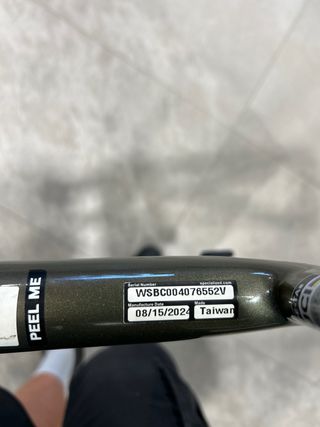 Serial Number specialized.com
WSBC004076552V
Manufacture Date Made
08/15/2024 Taiwan
PEEL ME